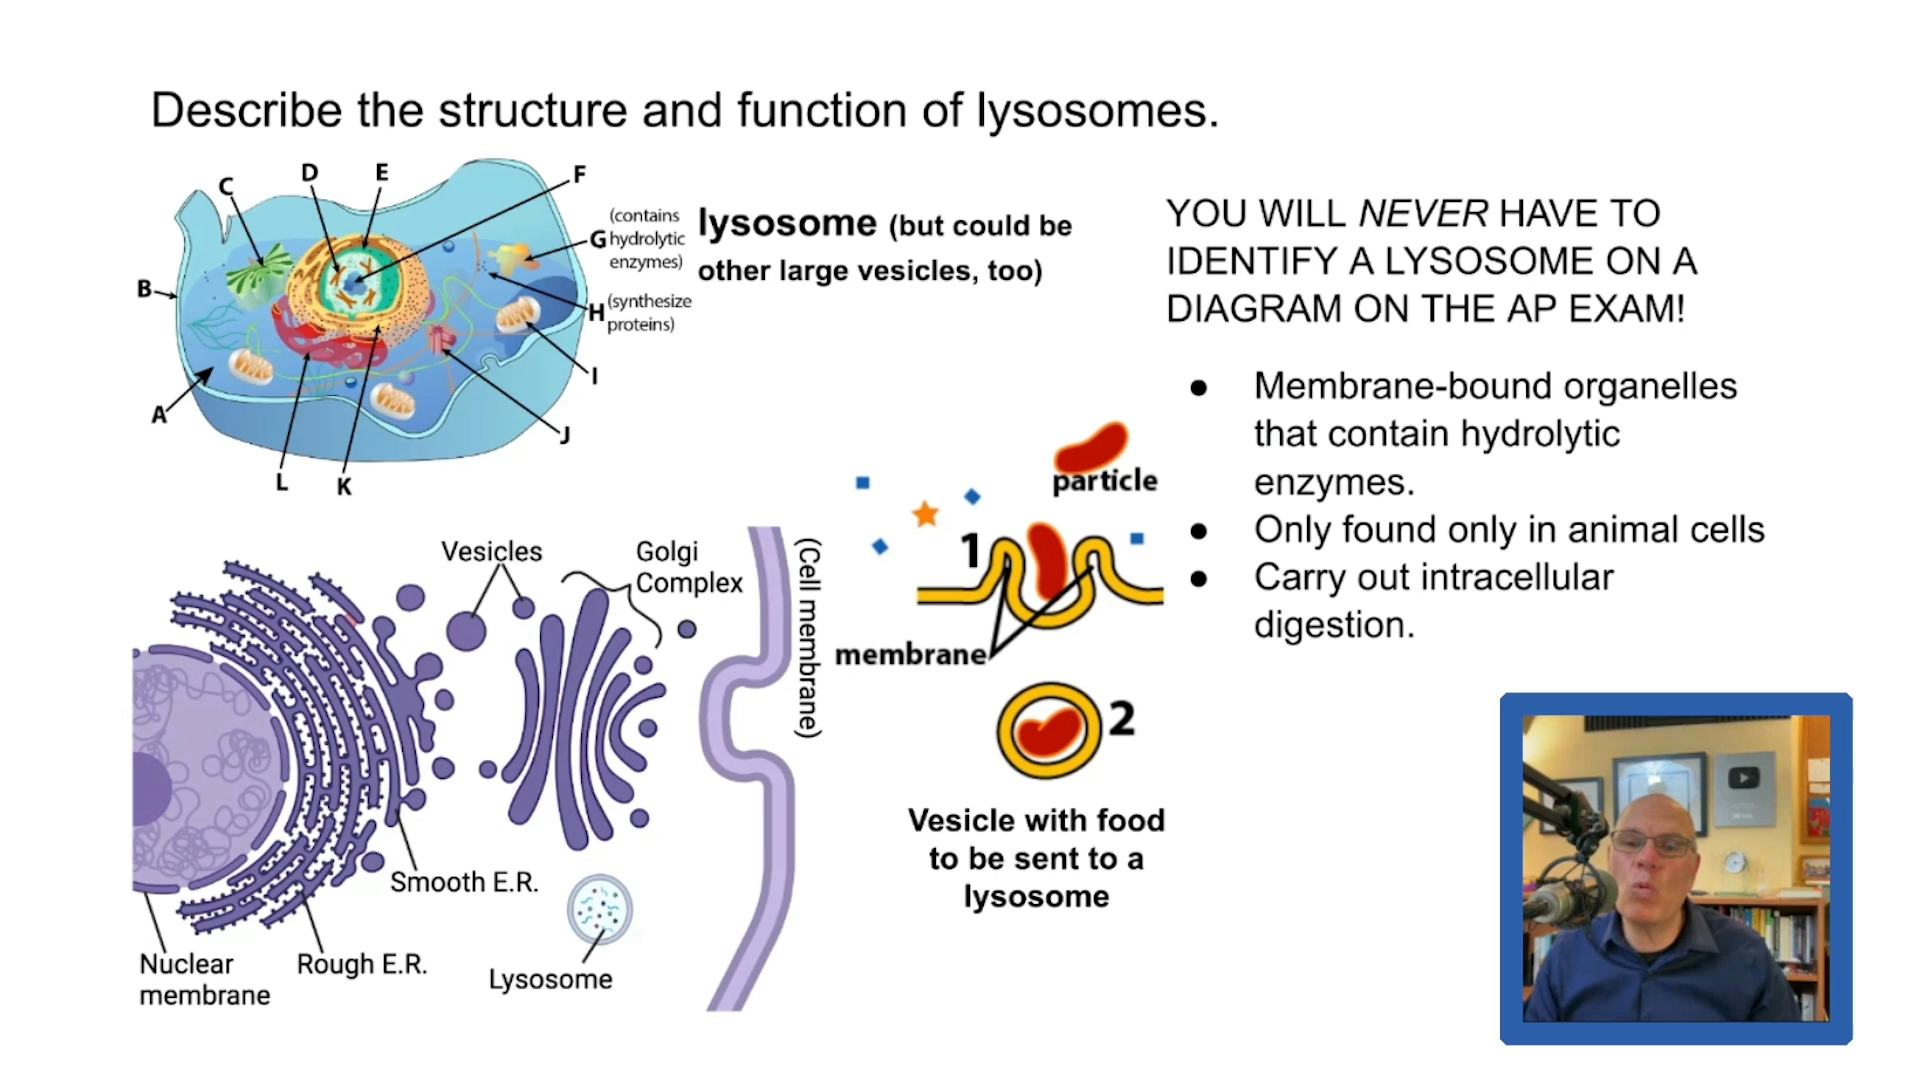 Describe the structure and function of lysosomes.
C
D
E
F
B
A
(contains
G hydrolytic
enzymes)
H (synthesize
proteins)
I
J
L
K
lysosome (but could be
other large vesicles, too)
YOU WILL NEVER HAVE TO
IDENTIFY A LYSOSOME ON A
DIAGRAM ON THE AP EXAM!
● Membrane-bound organelles
that contain hydrolytic
enzymes.
● Only found only in animal cells
● Carry out intracellular
digestion.
particle
1
membrane
2
Vesicle with food
to be sent to a
lysosome
Vesicles
Golgi
Complex
(Cell membrane)
Smooth E.R.
Rough E.R.
Nuclear
membrane
Lysosome